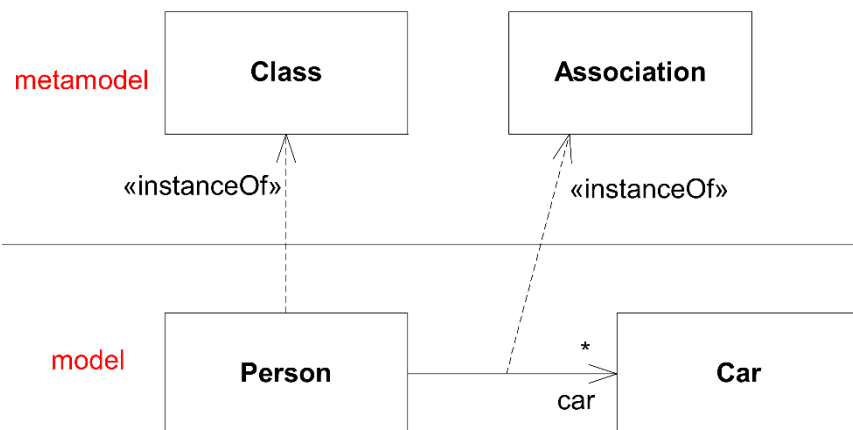 Class
Association
metamodel
«instanceOf»
«instanceOf»
model
Person
*
car
Car